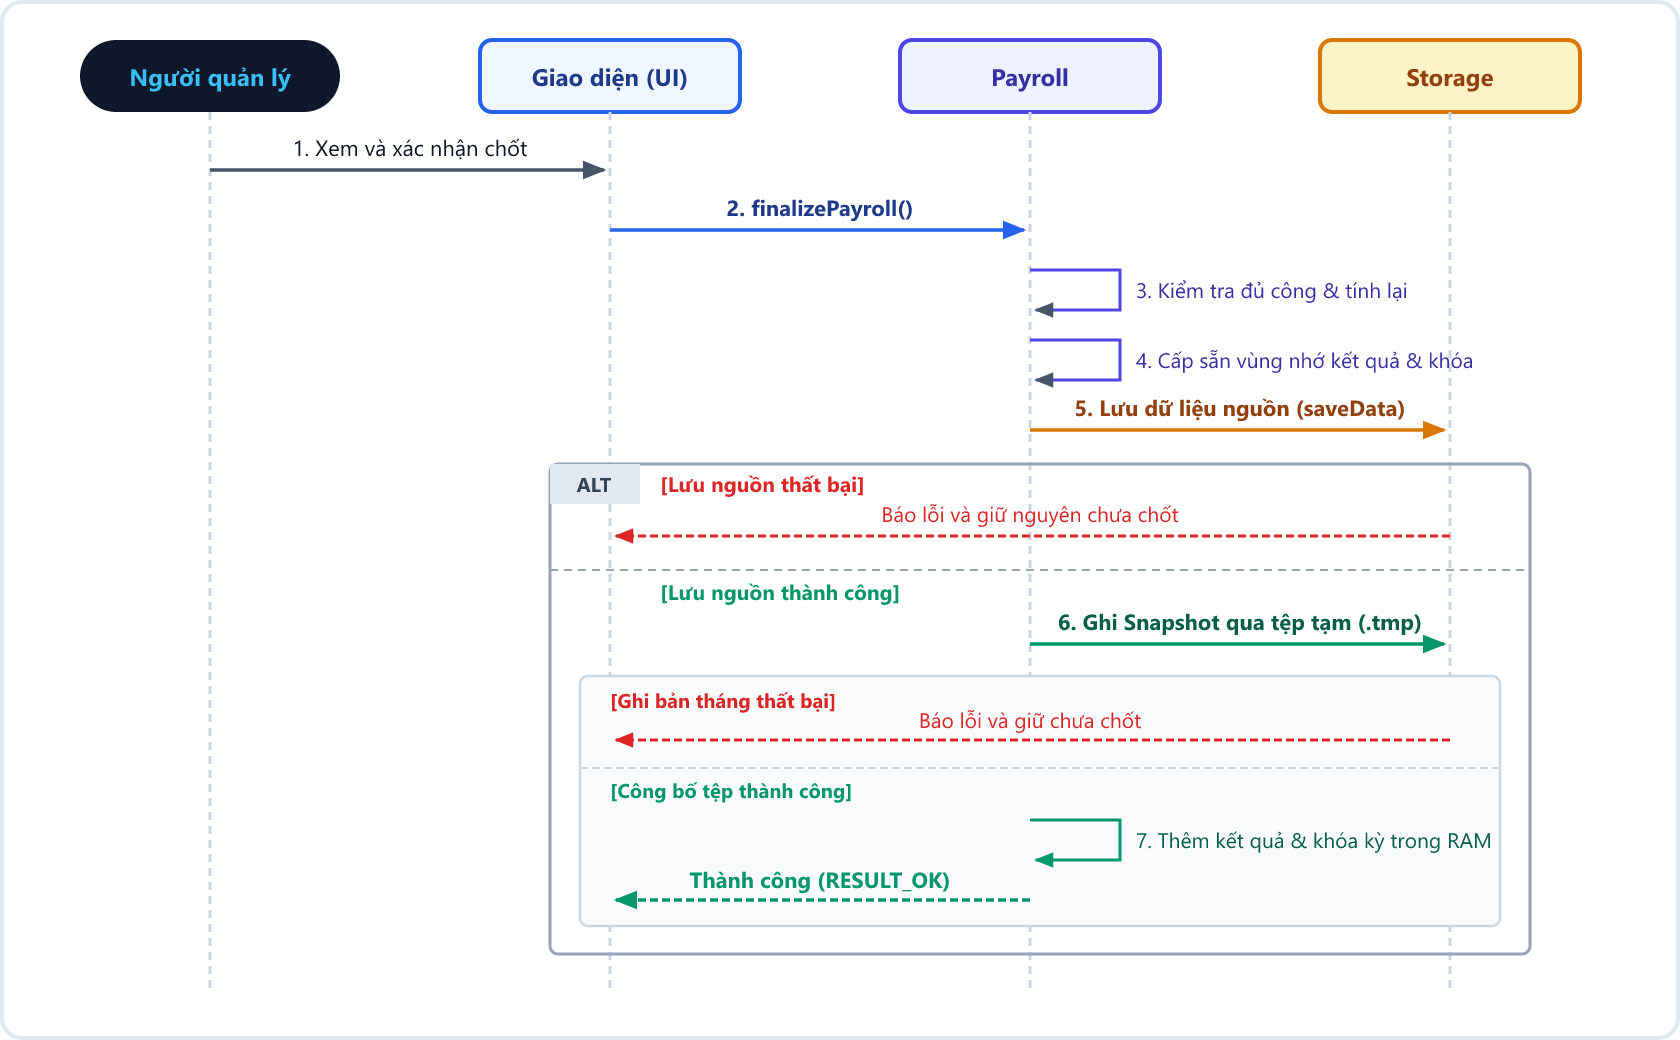 Người quản lý
Giao diện (UI)
Payroll
Storage
1. Xem và xác nhận chốt
2. finalizePayroll()
3. Kiểm tra đủ công & tính lại
4. Cấp sẵn vùng nhớ kết quả & khóa
5. Lưu dữ liệu nguồn (saveData)
ALT
[Lưu nguồn thất bại]
Báo lỗi và giữ nguyên chưa chốt
[Lưu nguồn thành công]
6. Ghi Snapshot qua tệp tạm (.tmp)
[Ghi bản tháng thất bại]
Báo lỗi và giữ chưa chốt
[Công bố tệp thành công]
7. Thêm kết quả & khóa kỳ trong RAM
Thành công (RESULT_OK)